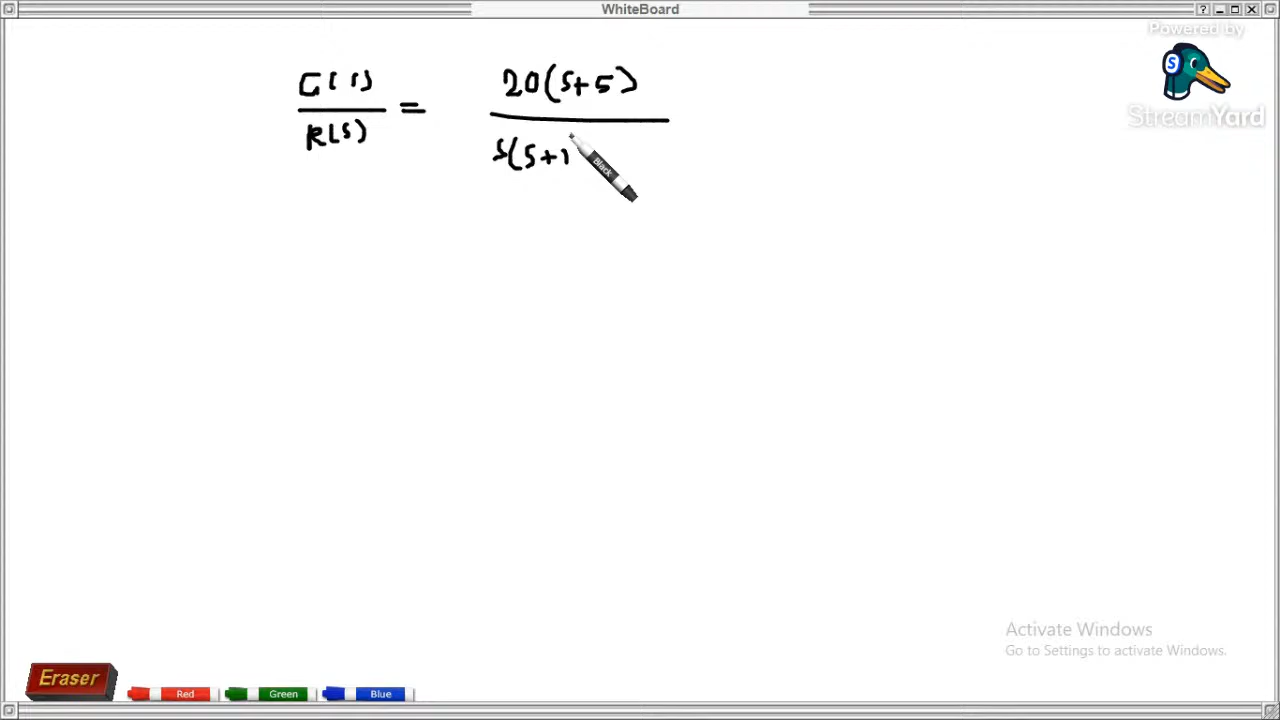 WhiteBoard
Powered by
StreamYard
C(s)
R(s)
=
20(s+5)
s(s+1
Black
Activate Windows
Go to Settings to activate Windows.
Eraser
Red
Green
Blue